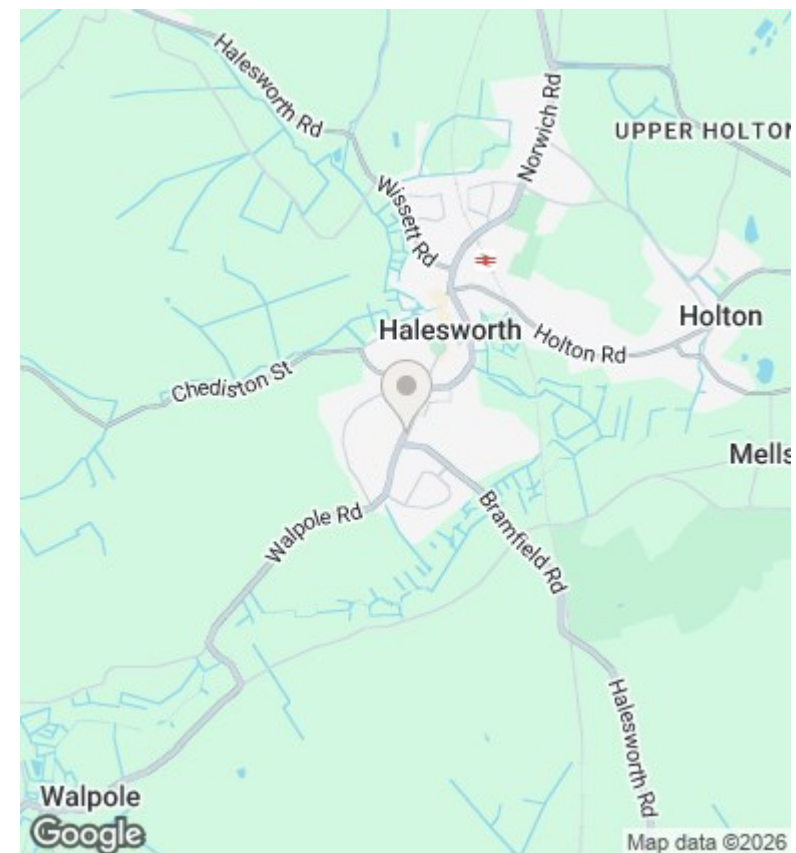 Halesworth Rd
Norwich Rd
UPPER HOLTON
Wissett Rd
Halesworth
Holton Rd
Holton
Chediston St
Mells
Walpole Rd
Bramfield Rd
Halesworth Rd
Walpole
Google
Map data ©2026